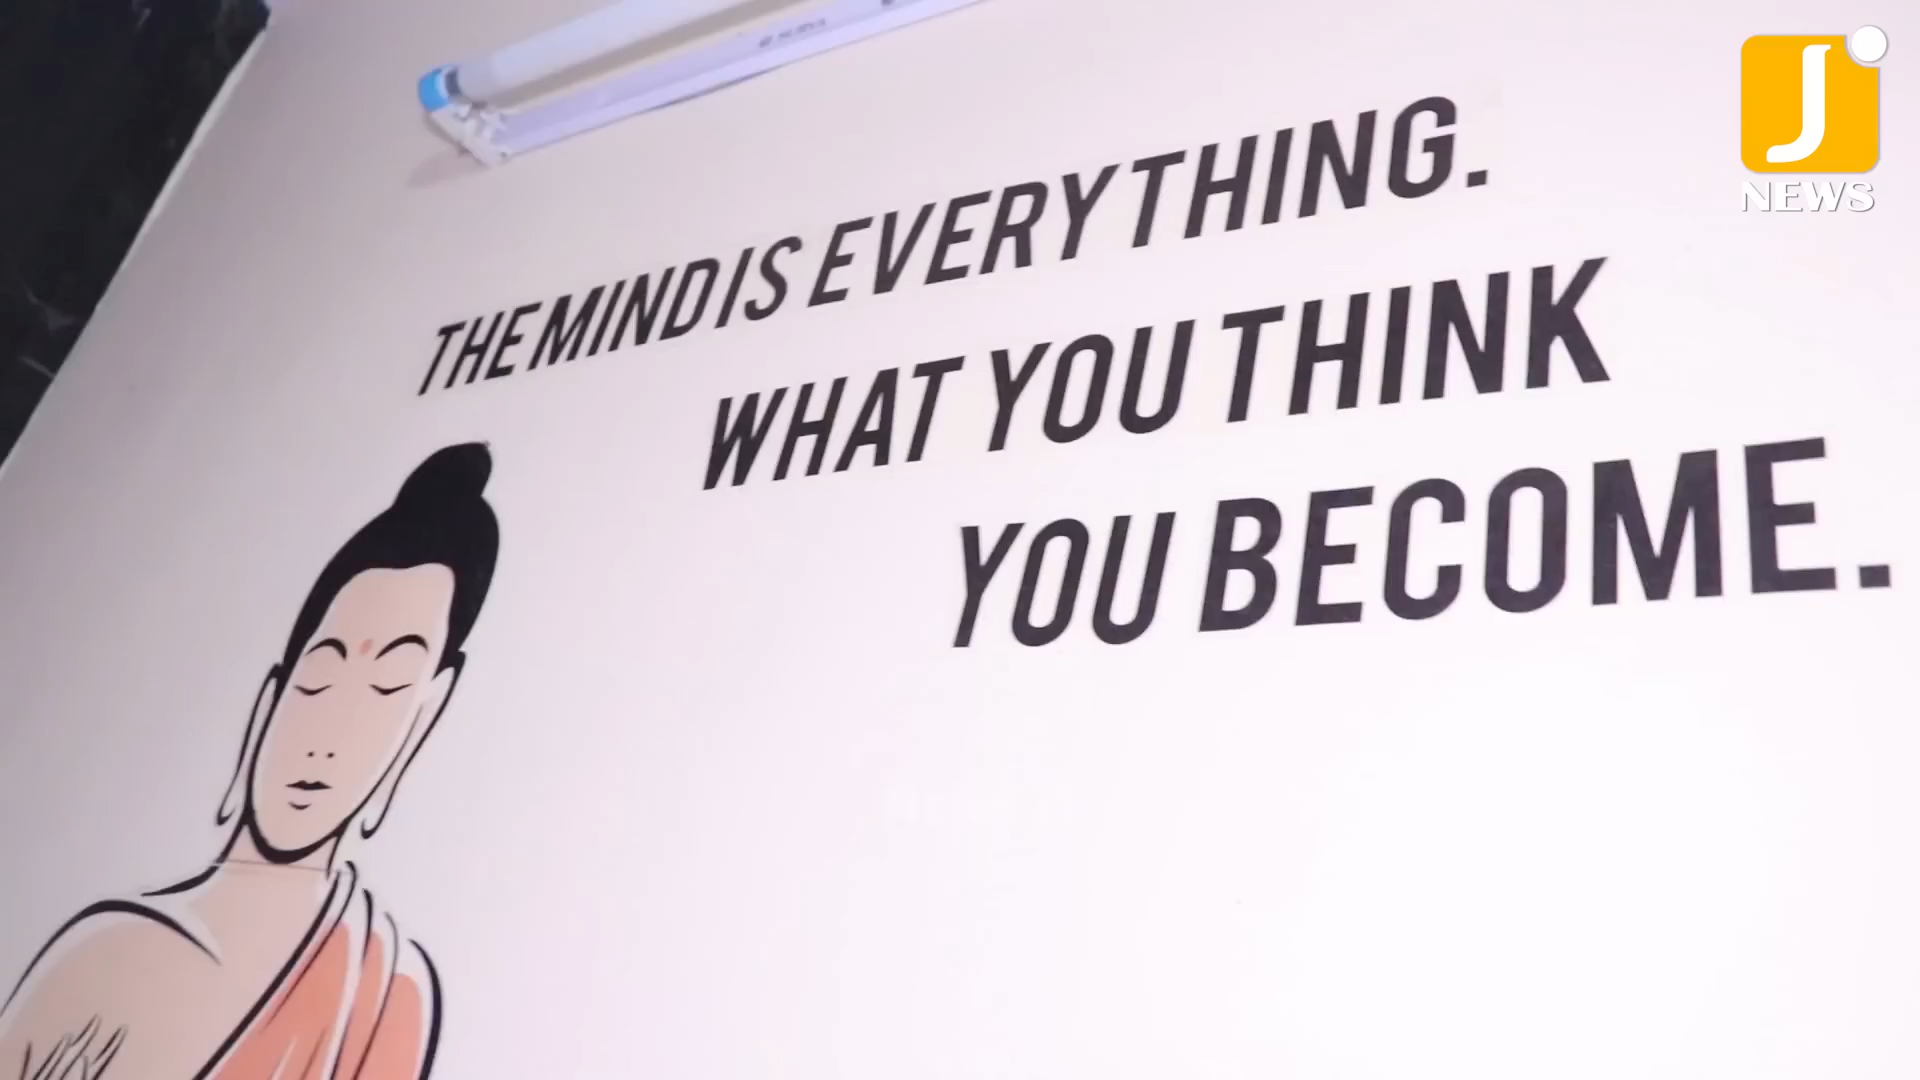 THE MIND IS EVERYTHING.
WHAT YOU THINK
YOU BECOME.
J
NEWS